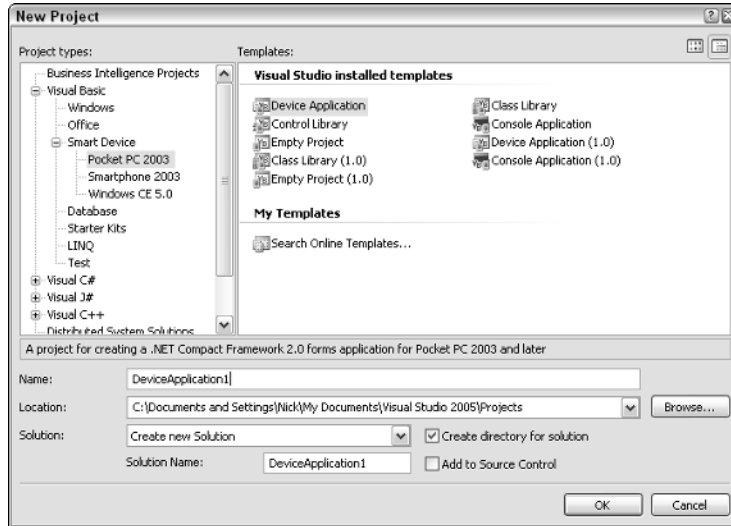 New Project
Project types:
Templates:
Business Intelligence Projects
Visual Basic
Windows
Office
Smart Device
Pocket PC 2003
Smartphone 2003
Windows CE 5.0
Database
Starter Kits
LINQ
Test
Visual C#
Visual J#
Visual C++
Distributed System Solutions
Visual Studio installed templates
Device Application
Class Library
Control Library
Console Application
Empty Project
Device Application (1.0)
Class Library (1.0)
Console Application (1.0)
Empty Project (1.0)
My Templates
Search Online Templates...
A project for creating a .NET Compact Framework 2.0 forms application for Pocket PC 2003 and later
Name:
DeviceApplication1
Location:
C:\Documents and Settings\Nick\My Documents\Visual Studio 2005\Projects
Browse...
Solution:
Create new Solution
Create directory for solution
Solution Name:
DeviceApplication1
Add to Source Control
OK
Cancel